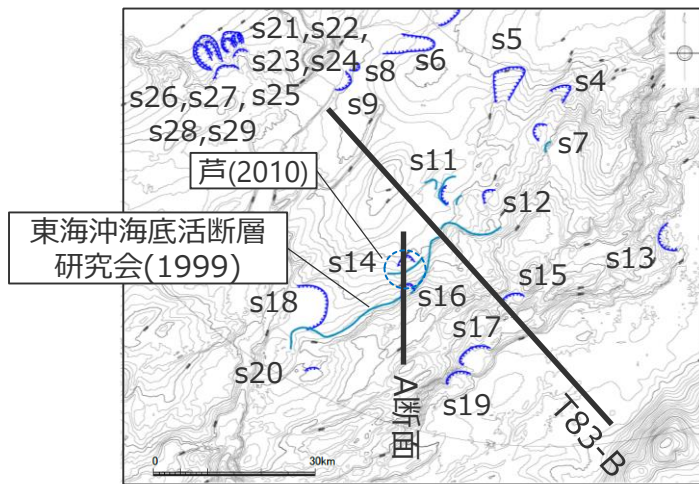 s21,s22,
s23,s24
s26,s27,s25
s28,s29
s8
s6
s9
s5
s4
s7
芦(2010)
s11
s12
東海沖海底活断層
研究会(1999)
s14
s13
s15
s16
s18
s17
s20
s19
A断面
T83-B
0
30km